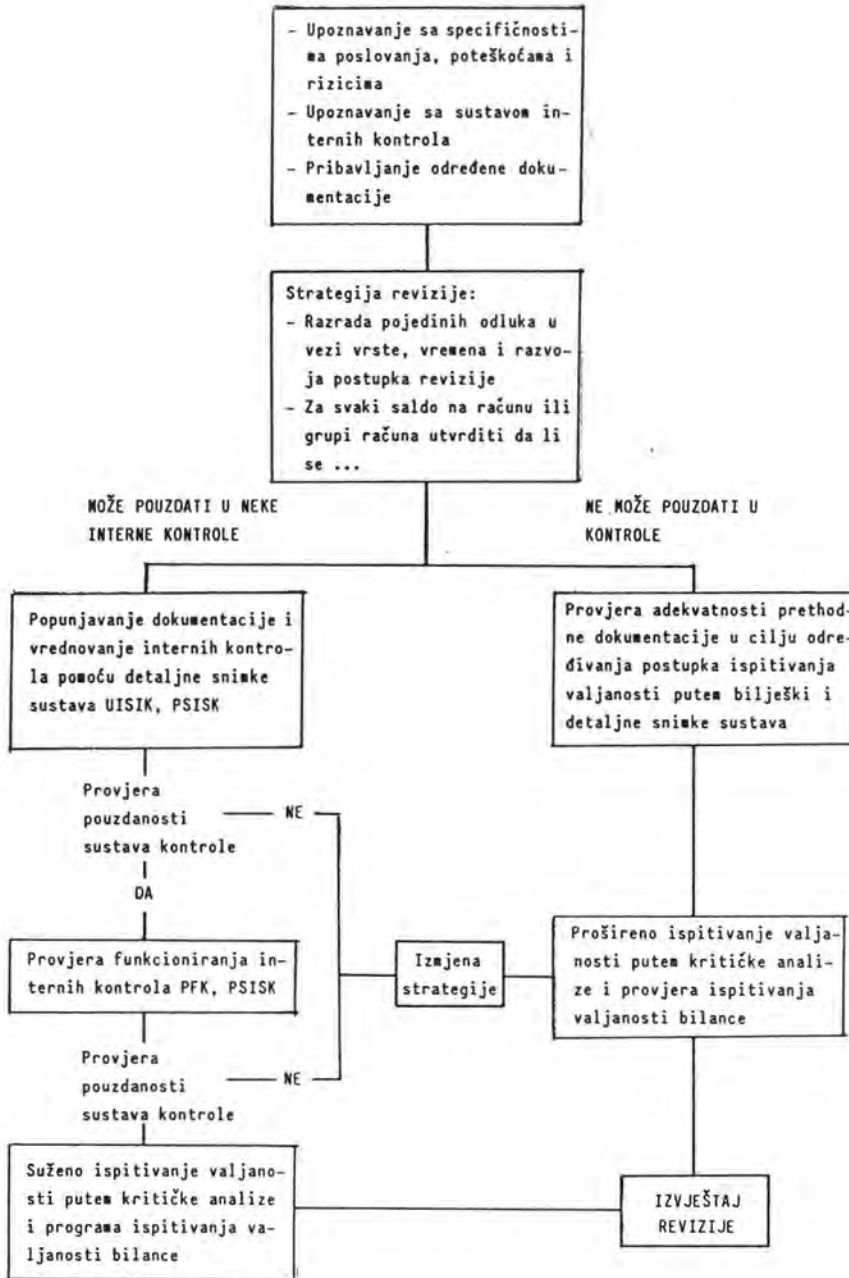 - Upoznavanje sa specifičnosti-
ma poslovanja, poteškoćama i
rizicima
- Upoznavanje sa sustavom in-
ternih kontrola
- Pribavljanje određene doku-
mentacije
Strategija revizije:
- Razrada pojedinih odluka u
vezi vrste, vremena i razvo-
ja postupka revizije
- Za svaki saldo na računu ili
grupi računa utvrditi da li
se ...
MOŽE POUZDATI U NEKE
INTERNE KONTROLE
NE MOŽE POUZDATI U
KONTROLE
Popunjavanje dokumentacije i
vrednovanje internih kontro-
la pomoću detaljne snimke
sustava UISIK, PSISK
Provjera adekvatnosti prethod-
ne dokumentacije u cilju odre-
đivanja postupka ispitivanja
valjanosti putem bilješki i
detaljne snimke sustava
Provjera
pouzdanosti
sustava kontrole
NE
DA
Provjera funkcioniranja in-
ternih kontrola PFK, PSISK
Izmjena
strategije
Prošireno ispitivanje valja-
nosti putem kritičke anali-
ze i provjera ispitivanja
valjanosti bilance
Provjera
pouzdanosti
sustava kontrole
NE
Suženo ispitivanje valjano-
sti putem kritičke analize
i programa ispitivanja va-
ljanosti bilance
IZVJEŠTAJ
REVIZIJE